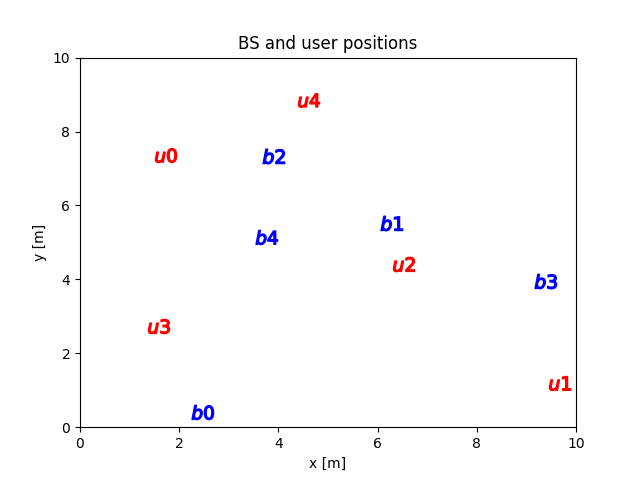 BS and user positions
10
8
6
4
2
0
y [m]
u4
u0
b2
b4
b1
u2
b3
u3
u1
b0
0 2 4 6 8 10
x [m]